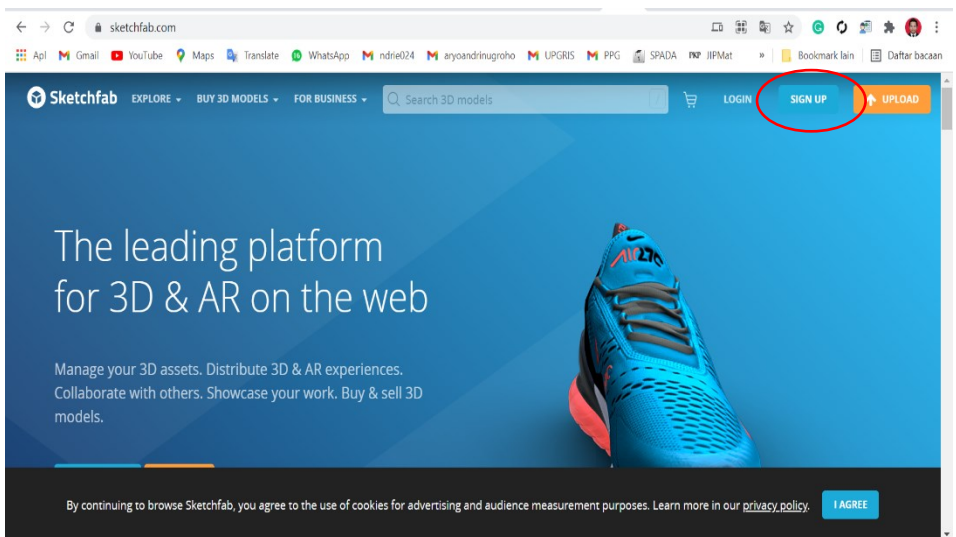 sketchfab.com
Apl Gmail YouTube Maps Translate WhatsApp ndrie024 aryoandrinugroho UPGRIS PPG SPADA JIPMat » Bookmark lain Daftar bacaan
Sketchfab EXPLORE BUY 3D MODELS FOR BUSINESS Search 3D models / LOGIN SIGN UP UPLOAD
The leading platform
for 3D & AR on the web
AIR270
Manage your 3D assets. Distribute 3D & AR experiences.
Collaborate with others. Showcase your work. Buy & sell 3D
models.
By continuing to browse Sketchfab, you agree to the use of cookies for advertising and audience measurement purposes. Learn more in our privacy policy. I AGREE